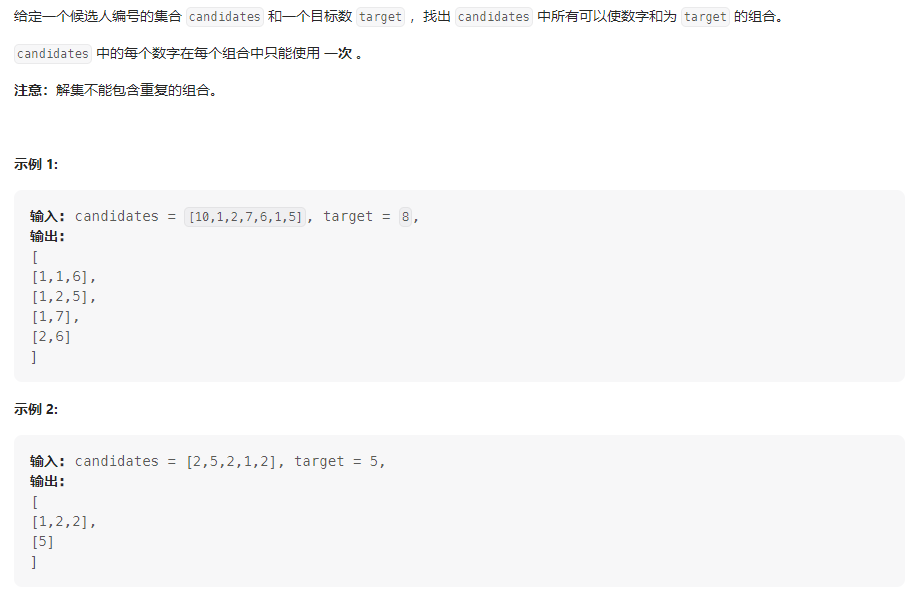 给定一个候选人编号的集合 candidates 和一个目标数 target ，找出 candidates 中所有可以使数字和为 target 的组合。
candidates 中的每个数字在每个组合中只能使用 一次 。
注意：解集不能包含重复的组合。
示例 1:
输入: candidates = [10,1,2,7,6,1,5], target = 8,
输出:
[
[1,1,6],
[1,2,5],
[1,7],
[2,6]
]
示例 2:
输入: candidates = [2,5,2,1,2], target = 5,
输出:
[
[1,2,2],
[5]
]